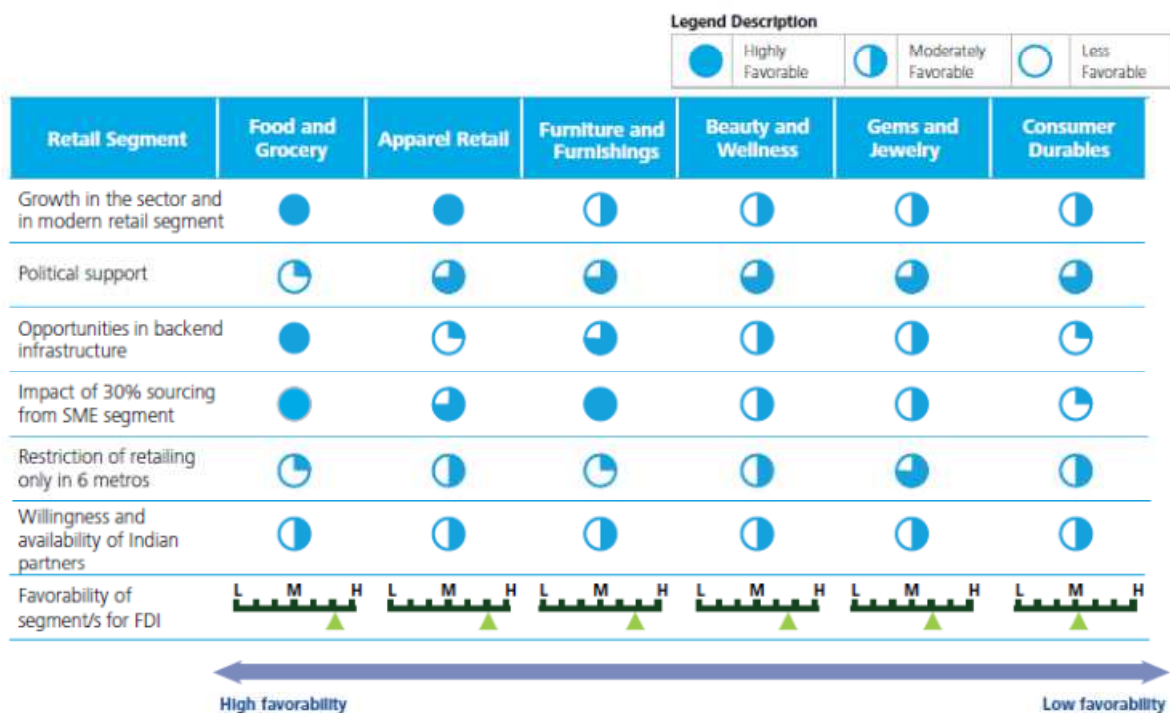 Legend Description
Highly
Favorable
Moderately
Favorable
Less
Favorable
Retail Segment
Food and
Grocery
Apparel Retail
Furniture and
Furnishings
Beauty and
Wellness
Gems and
Jewelry
Consumer
Durables
Growth in the sector and
in modern retail segment
Political support
Opportunities in backend
infrastructure
Impact of 30% sourcing
from SME segment
Restriction of retailing
only in 6 metros
Willingness and
availability of Indian
partners
Favorability of
segment/s for FDI
L M H
L M H
L M H
L M H
L M H
L M H
High favorability
Low favorability